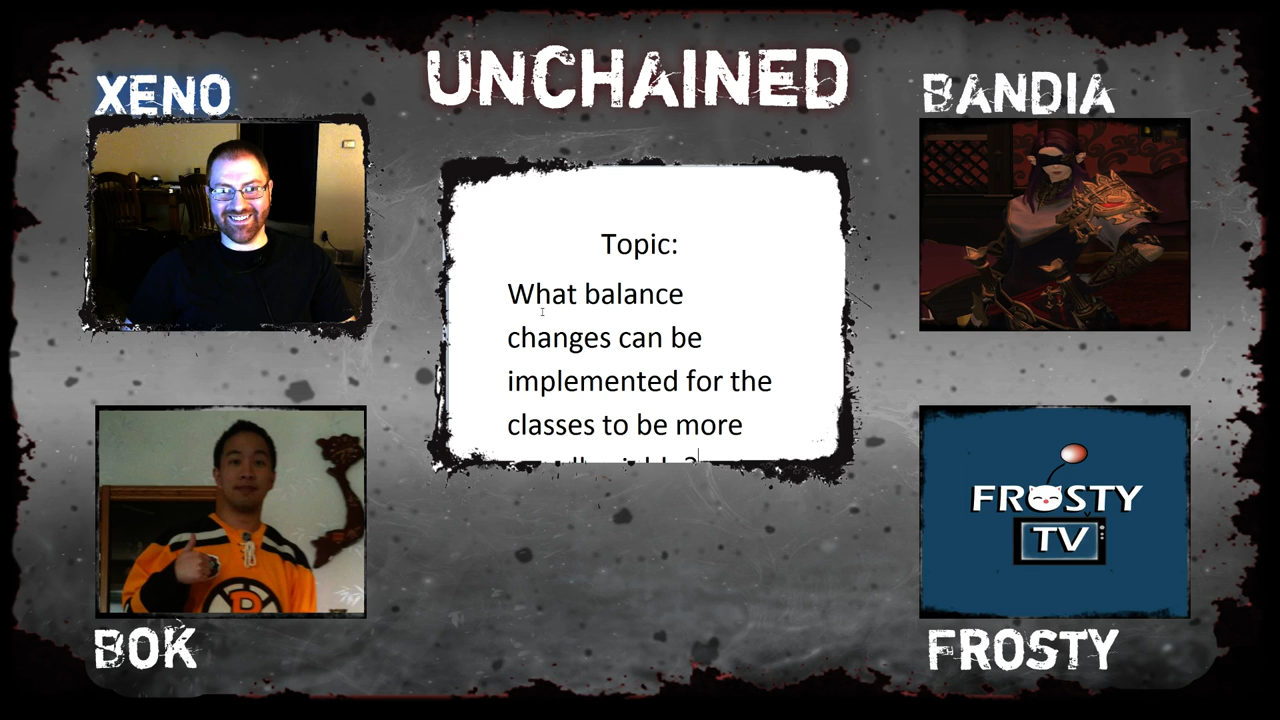 UNCHAINED
XENO
BANDIA
Topic:
What balance
changes can be
implemented for the
classes to be more
FROSTY
TV
BOK
FROSTY